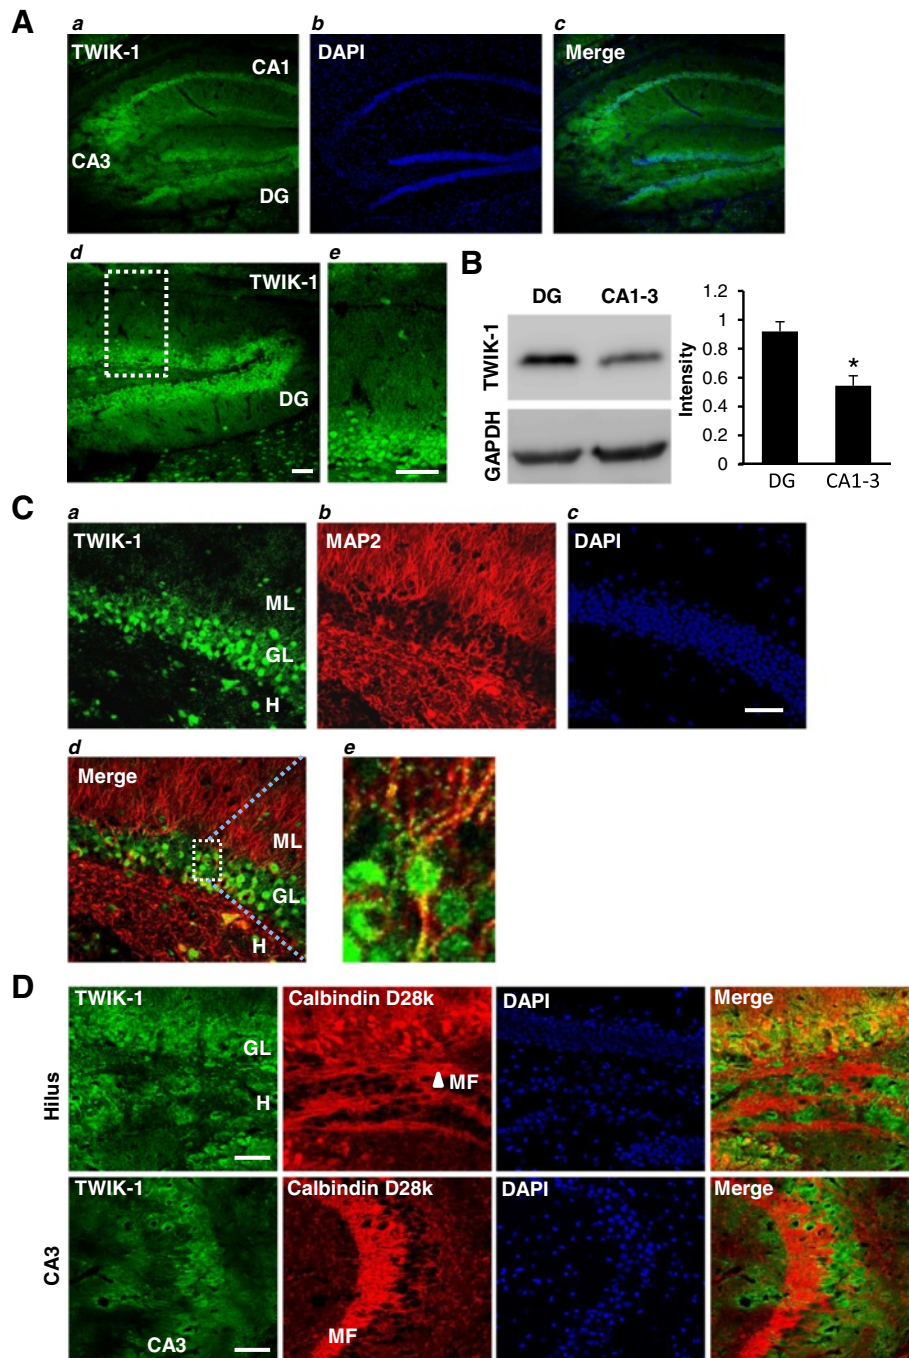 A
a
b
c
TWIK-1
CA1
CA3
DG
DAPI
Merge
d
e
TWIK-1
DG
B
DG
CA1-3
TWIK-1
GAPDH
Intensity
1.2
1
0.8
0.6
0.4
0.2
0
*
DG
CA1-3
C
a
b
c
TWIK-1
ML
GL
H
MAP2
DAPI
d
e
Merge
ML
GL
H
D
Hilus
TWIK-1
GL
H
Calbindin D28k
MF
DAPI
Merge
CA3
TWIK-1
CA3
Calbindin D28k
MF
DAPI
Merge